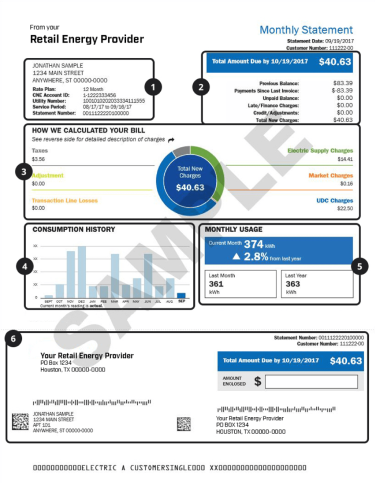 From your
Retail Energy Provider
Monthly Statement
Statement Date: 09/19/2017
Customer Number: 111222-00
JONATHAN SAMPLE
1234 MAIN STREET
ANYWHERE, ST 00000-0000
Rate Plan: 12 Month
CNE Account ID: 1-1222333456
Utility Number:
Service Period: 08/17/17 to 09/18/17
Statement Number: 0011122220100000
1
2
Total Amount Due by 10/19/2017 $40.63
Previous Balance: $83.39
Payments Since Last Invoice: $-83.39
Unpaid Balance: $0.00
Late/Finance Charges: $0.00
Credit/Adjustments: $0.00
Total New Charges: $40.63
HOW WE CALCULATED YOUR BILL
See reverse side for detailed description of charges
3
Taxes
$3.56
Adjustment
$0.00
Transaction Line Losses
$0.00
Total New
Charges
$40.63
Electric Supply Charges
$14.41
Market Charges
$0.16
UDC Charges
$22.50
CONSUMPTION HISTORY
4
SEPT OCT NOV DEC JAN FEB MAR APR MAY JUN JUL AUG SEP
Current month's reading is actual.
MONTHLY USAGE
Current Month 374 kWh
▲ 2.8% from last year
Last Month
361
kWh
Last Year
363
kWh
5
SAMPLE
6
Statement Number: 0011122220100000
Customer Number: 111222-00
Your Retail Energy Provider
PO Box 1234
Houston, TX 00000-0000
Total Amount Due by 10/19/2017 $40.63
AMOUNT
ENCLOSED $
JONATHAN SAMPLE
1234 MAIN STREET
APT 101
ANYWHERE, ST 00000-0000
Your Retail Energy Provider
PO BOX 1234
HOUSTON, TX 00000-0000